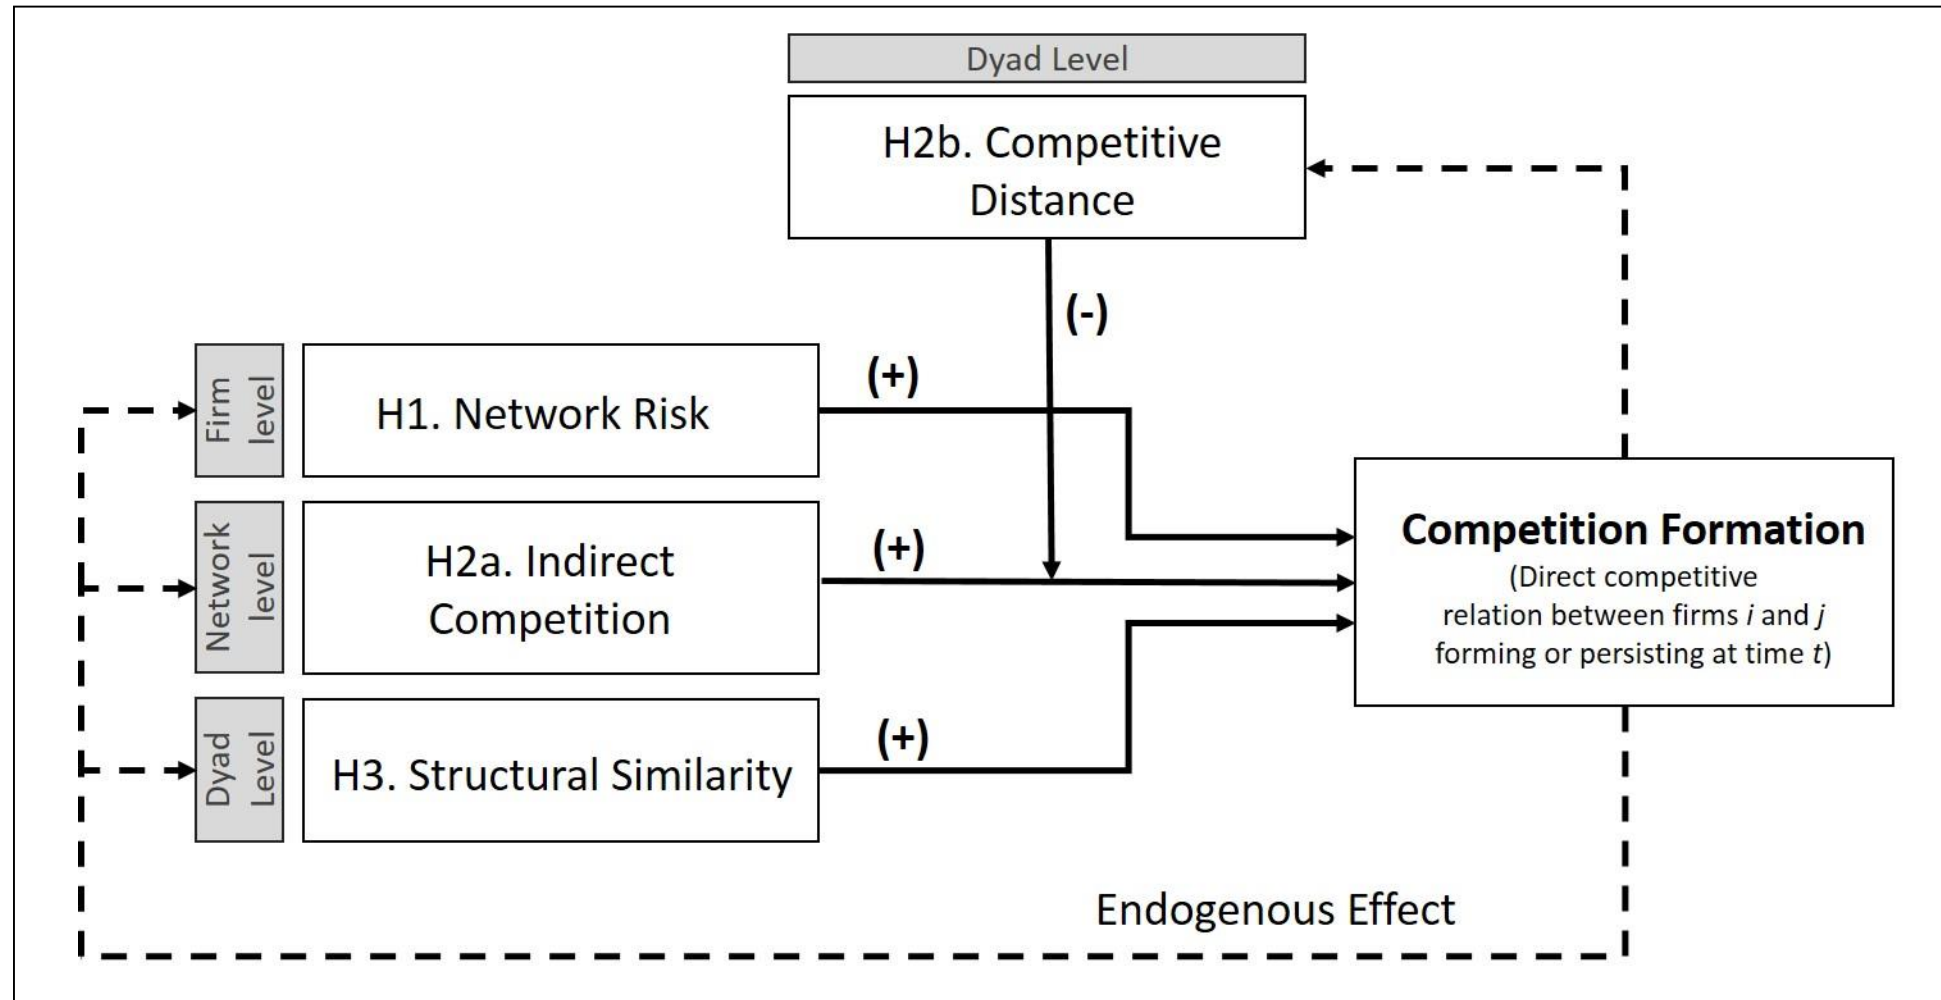 Dyad Level
H2b. Competitive
Distance
(-)
Firm
level
H1. Network Risk
(+)
Network
level
H2a. Indirect
Competition
(+)
Dyad
Level
H3. Structural Similarity
(+)
Competition Formation
(Direct competitive
relation between firms i and j
forming or persisting at time t)
Endogenous Effect